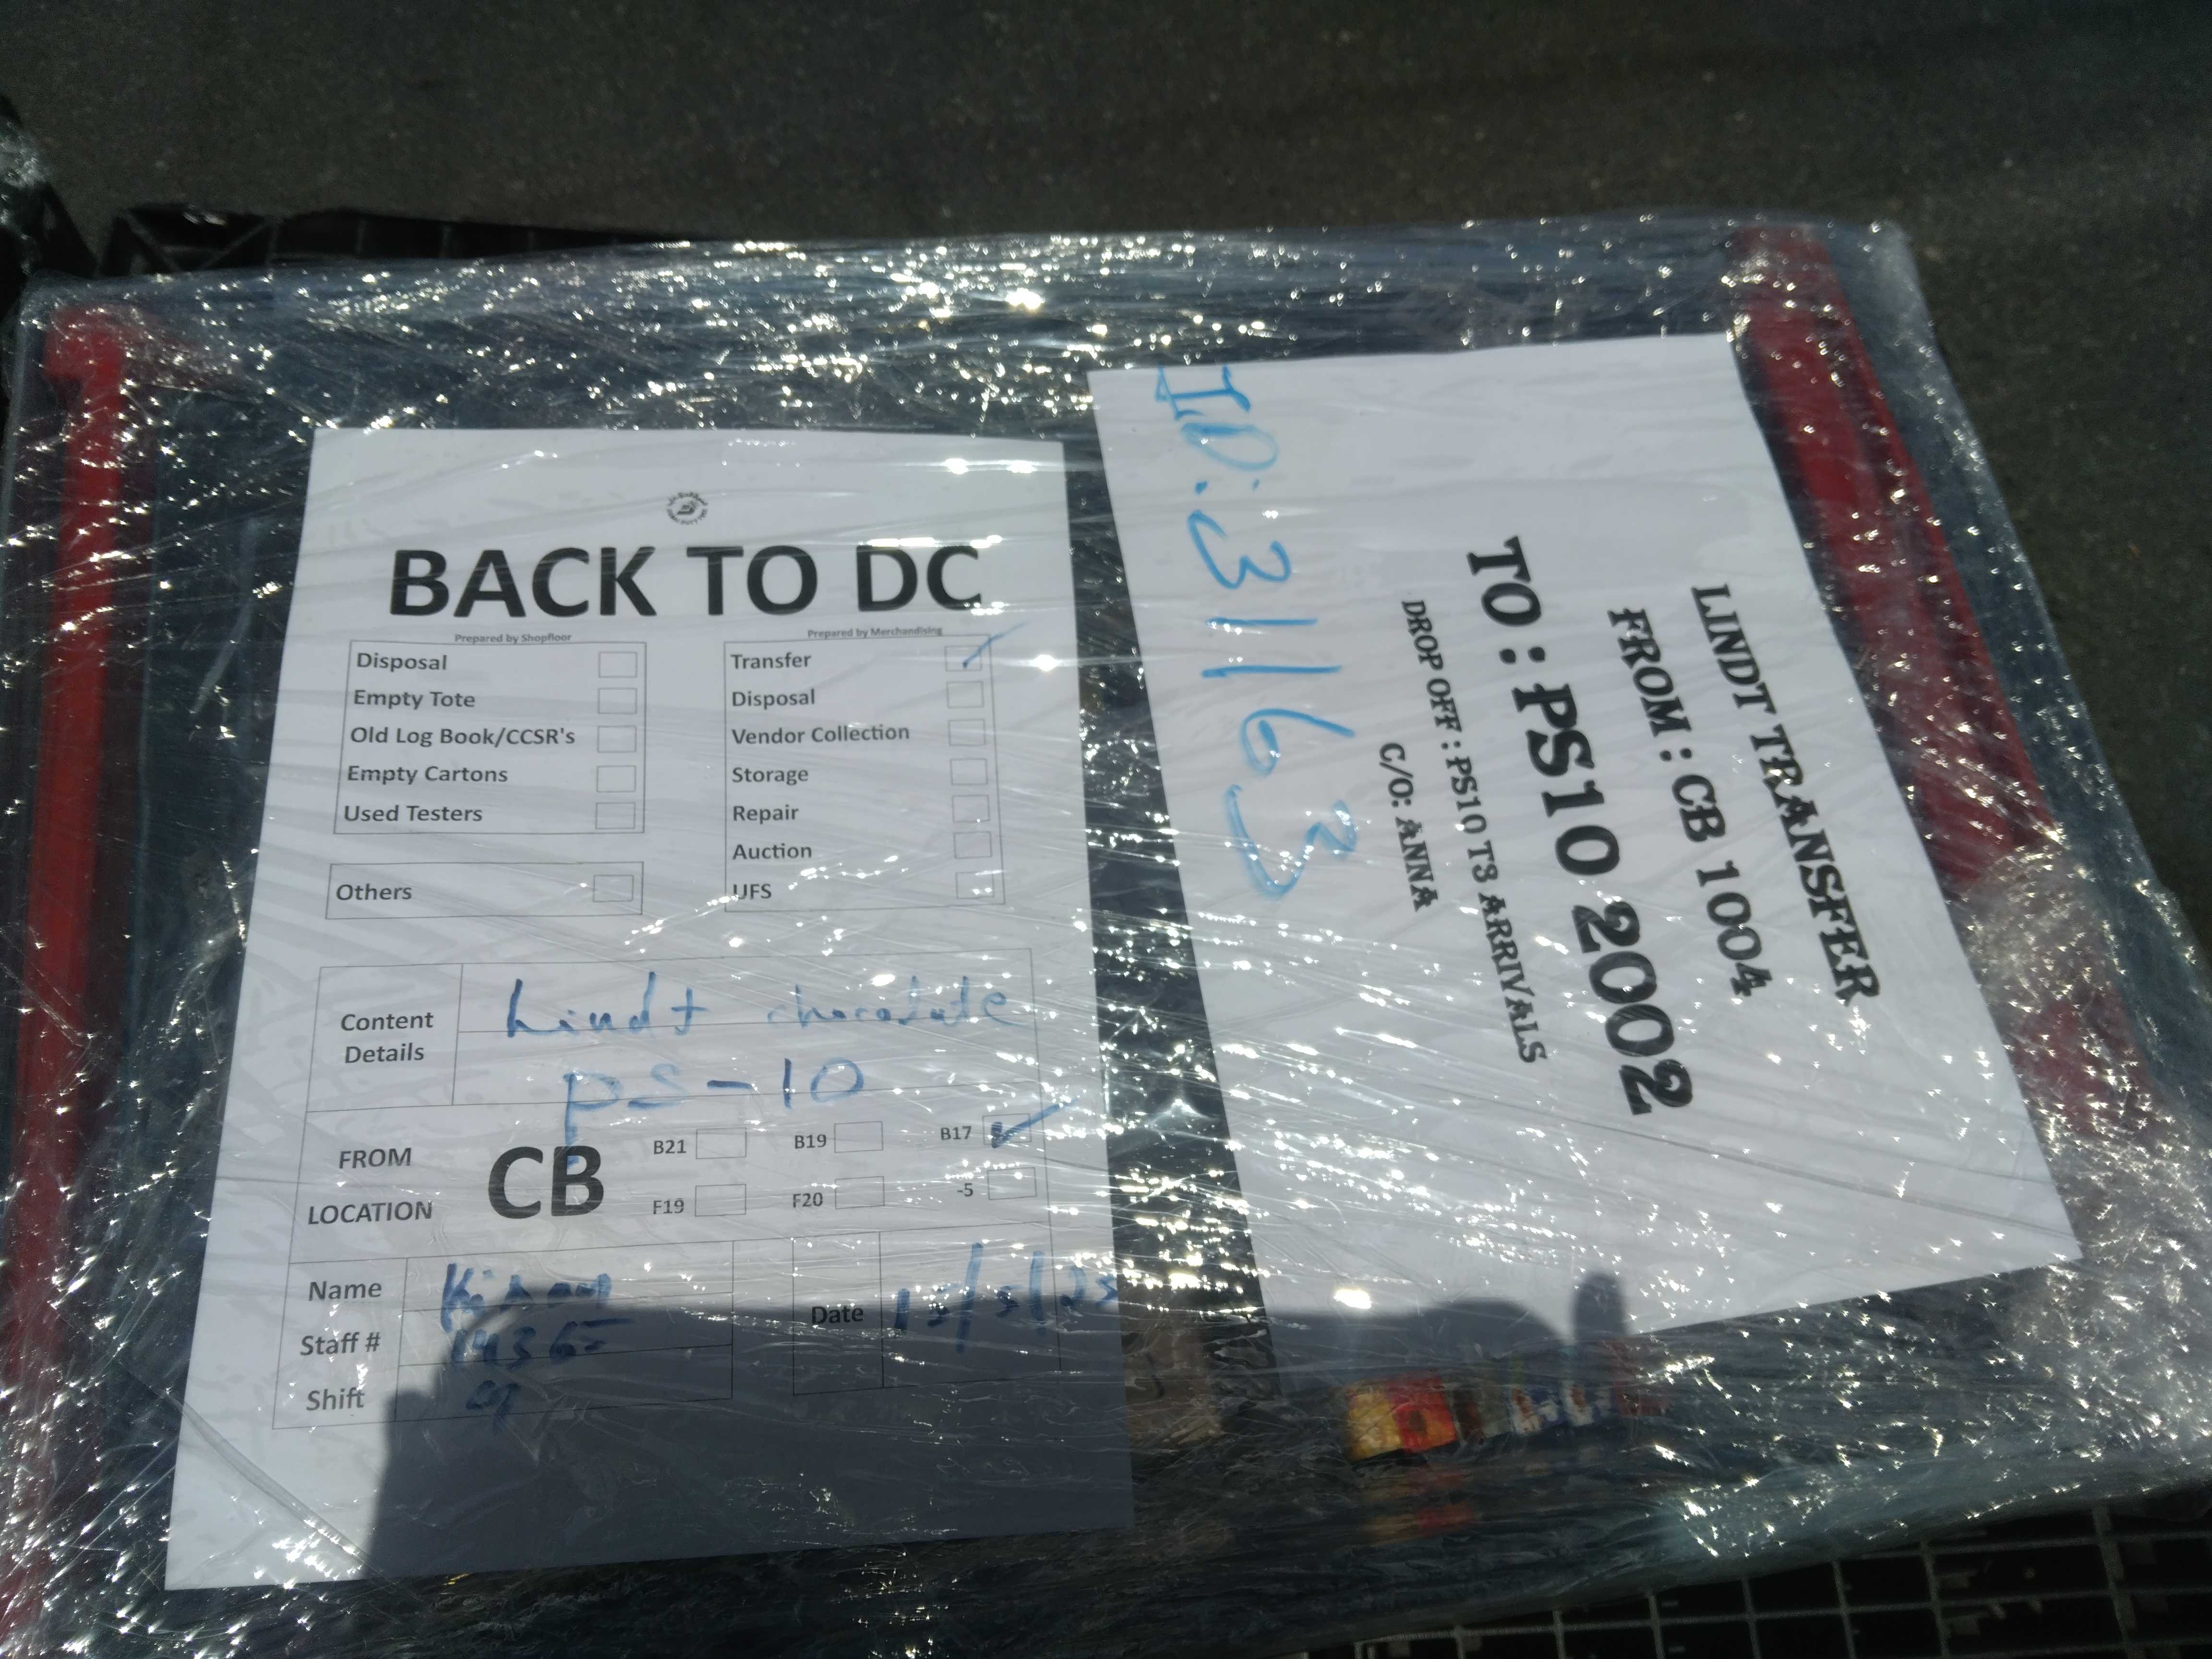 BACK TO DC
Prepared by Shopfloor
Disposal
Empty Tote
Old Log Book/CCSR's
Empty Cartons
Used Testers
Others
Prepared by Merchandising
Transfer
Disposal
Vendor Collection
Storage
Repair
Auction
UFS
Content Details
Lindt chocolate
PS-10
FROM LOCATION
CB
B21 B19 B17
F19 F20 -5
Name
Staff #
Shift
Date
LINDT TRANSFER
FROM : CB 1004
TO : PS10 2002
DROP OFF : PS10 T3 ARRIVALS
C/O: ANNA
ID:31163